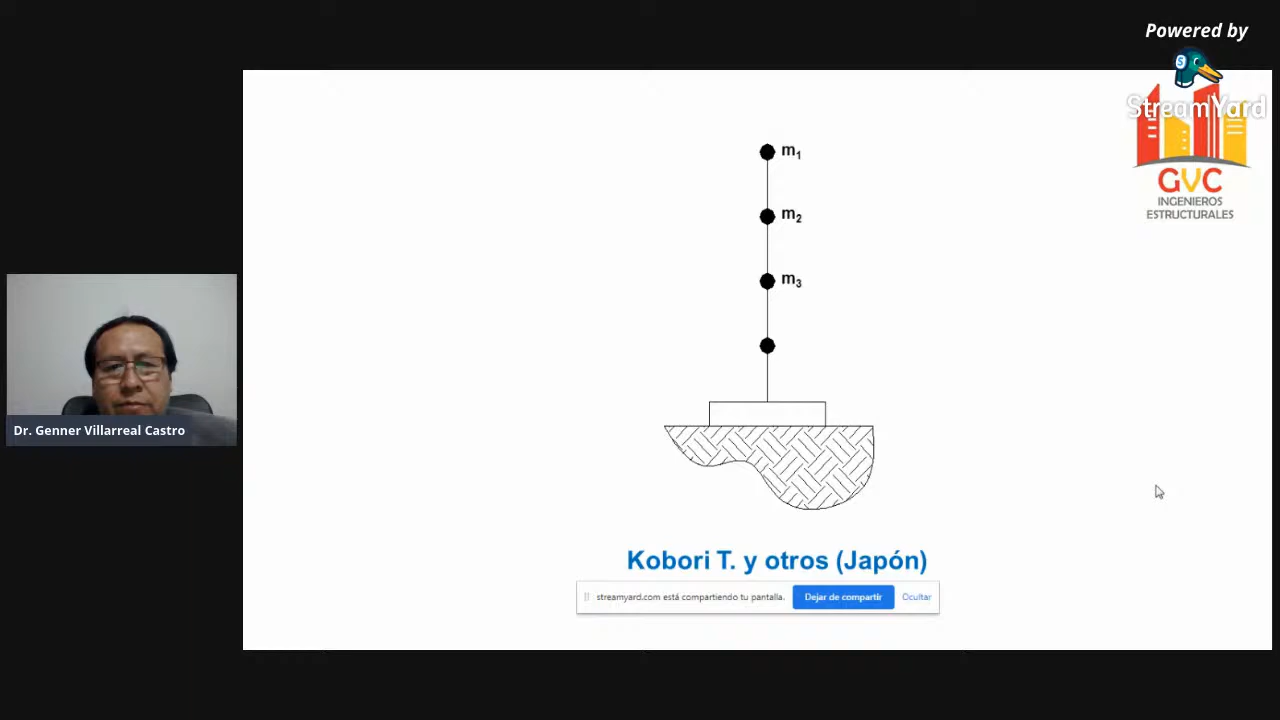 Powered by
StreamYard
GVC
INGENIEROS
ESTRUCTURALES
m1
m2
m3
Dr. Genner Villarreal Castro
Kobori T. y otros (Japón)
streamyard.com está compartiendo tu pantalla. Dejar de compartir Ocultar